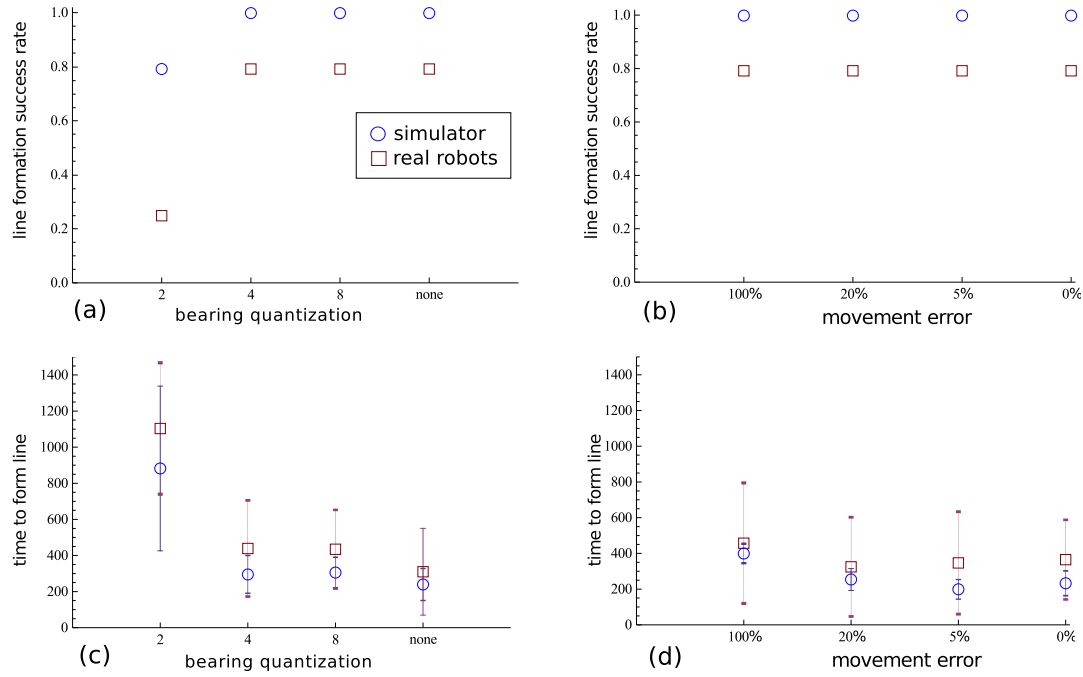 1.0
0.8
0.6
0.4
0.2
0.0
line formation success rate
simulator
real robots
2 4 8 none
(a)
bearing quantization
1.0
0.8
0.6
0.4
0.2
0.0
line formation success rate
100% 20% 5% 0%
(b)
movement error
1400
1200
1000
800
600
400
200
0
time to form line
2 4 8 none
(c)
bearing quantization
1400
1200
1000
800
600
400
200
0
time to form line
100% 20% 5% 0%
(d)
movement error